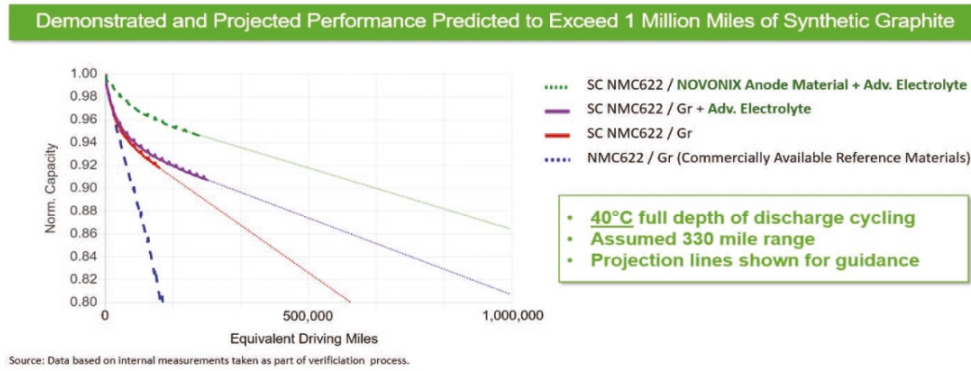 Demonstrated and Projected Performance Predicted to Exceed 1 Million Miles of Synthetic Graphite
1.00
0.98
0.96
0.94
0.92
0.90
0.88
0.86
0.84
0.82
0.80
Norm. Capacity
0
500,000
1,000,000
Equivalent Driving Miles
SC NMC622 / NOVONIX Anode Material + Adv. Electrolyte
SC NMC622 / Gr + Adv. Electrolyte
SC NMC622 / Gr
NMC622 / Gr (Commercially Available Reference Materials)
• 40°C full depth of discharge cycling
• Assumed 330 mile range
• Projection lines shown for guidance
Source: Data based on internal measurements taken as part of verificiation process.